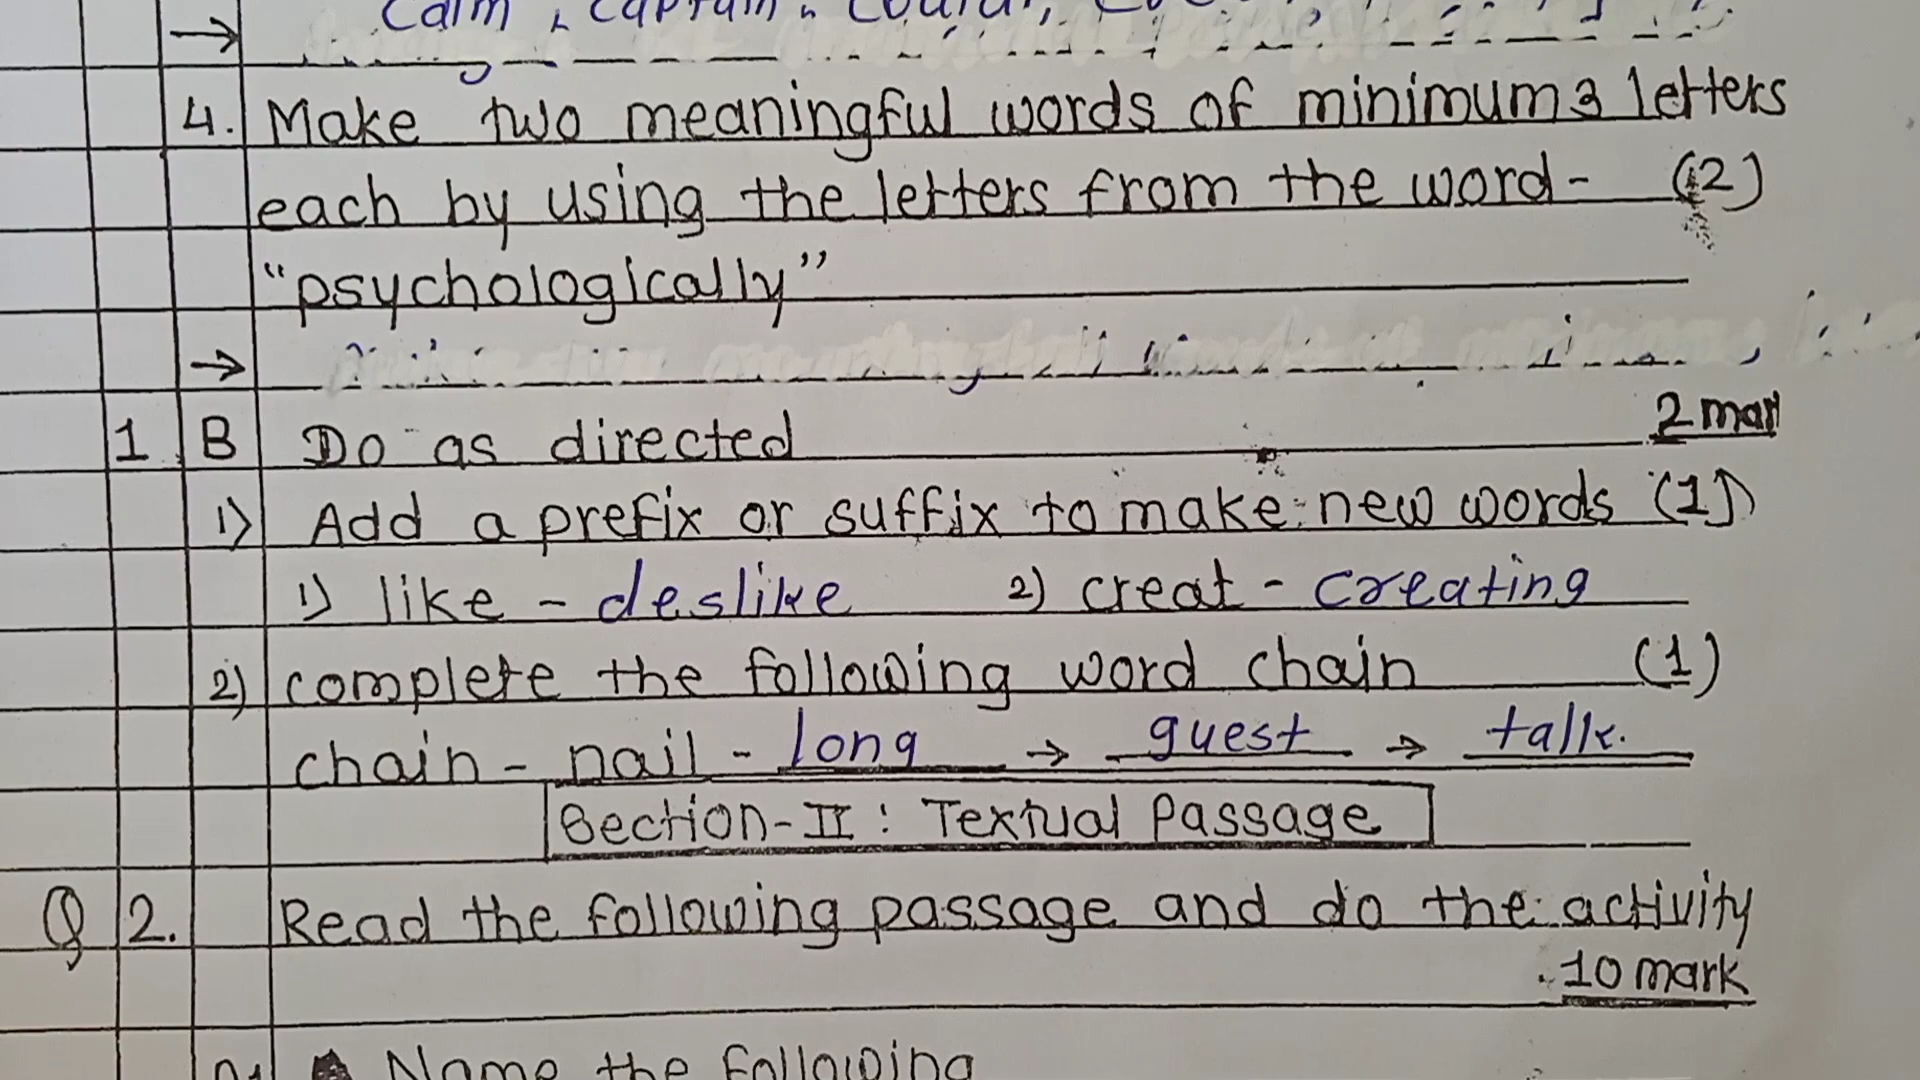 calm, captain,
4. Make two meaningful words of minimum 3 letters
each by using the letters from the word - (2)
"psychologically"
→
1 B Do as directed 2 mar
1) Add a prefix or suffix to make new words (1)
1) like - deslike 2) creat - creating
2) complete the following word chain (1)
chain - nail - long → guest → talk.
Section-II : Textual Passage
Q 2. Read the following passage and do the activity
10 mark
Name the following